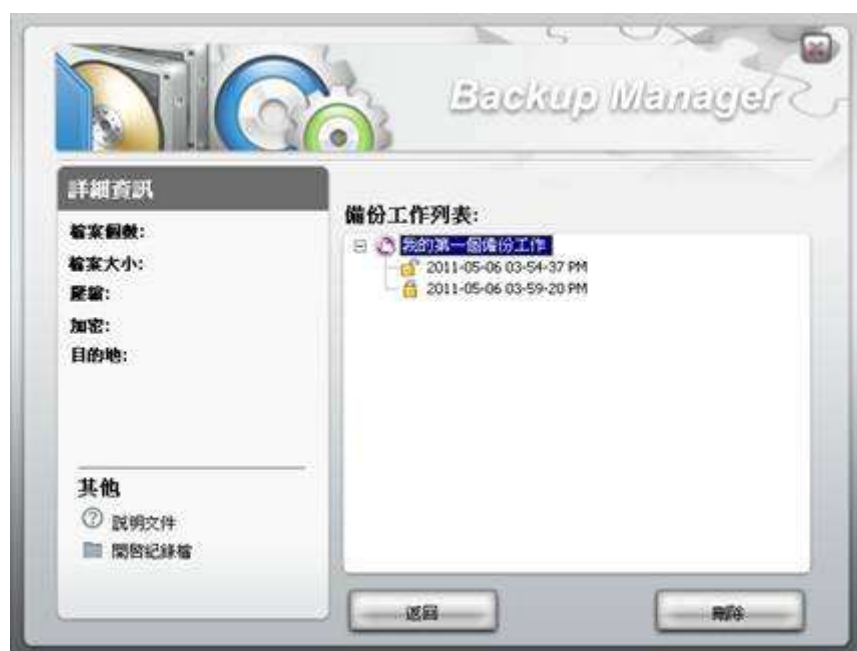 Backup Manager
詳細資訊
檔案個數:
檔案大小:
壓縮:
加密:
目的地:
其他
說明文件
開啓紀錄檔
備份工作列表:
我的第一個備份工作
2011-05-06 03-54-37 PM
2011-05-06 03-59-20 PM
返回
刪除